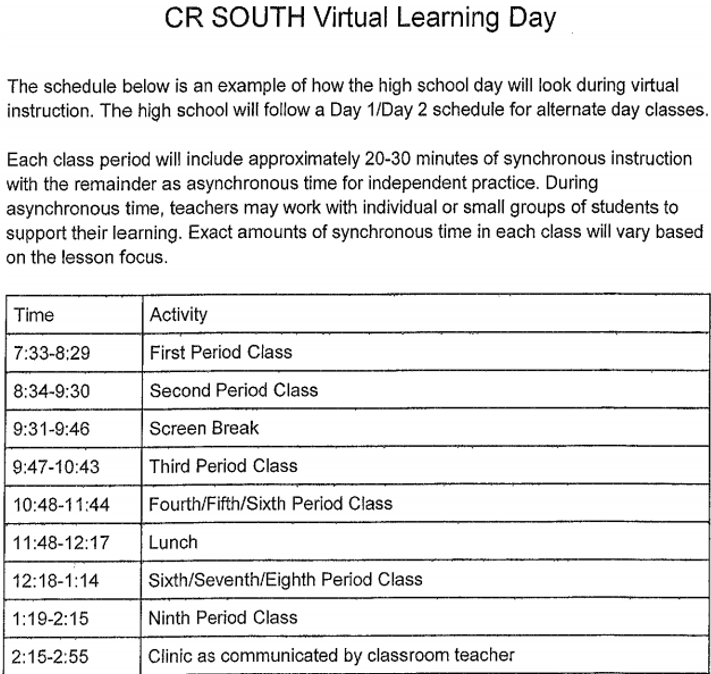 CR SOUTH Virtual Learning Day
The schedule below is an example of how the high school day will look during virtual
instruction. The high school will follow a Day 1/Day 2 schedule for alternate day classes.
Each class period will include approximately 20-30 minutes of synchronous instruction
with the remainder as asynchronous time for independent practice. During
asynchronous time, teachers may work with individual or small groups of students to
support their learning. Exact amounts of synchronous time in each class will vary based
on the lesson focus.
Time Activity
7:33-8:29 First Period Class
8:34-9:30 Second Period Class
9:31-9:46 Screen Break
9:47-10:43 Third Period Class
10:48-11:44 Fourth/Fifth/Sixth Period Class
11:48-12:17 Lunch
12:18-1:14 Sixth/Seventh/Eighth Period Class
1:19-2:15 Ninth Period Class
2:15-2:55 Clinic as communicated by classroom teacher